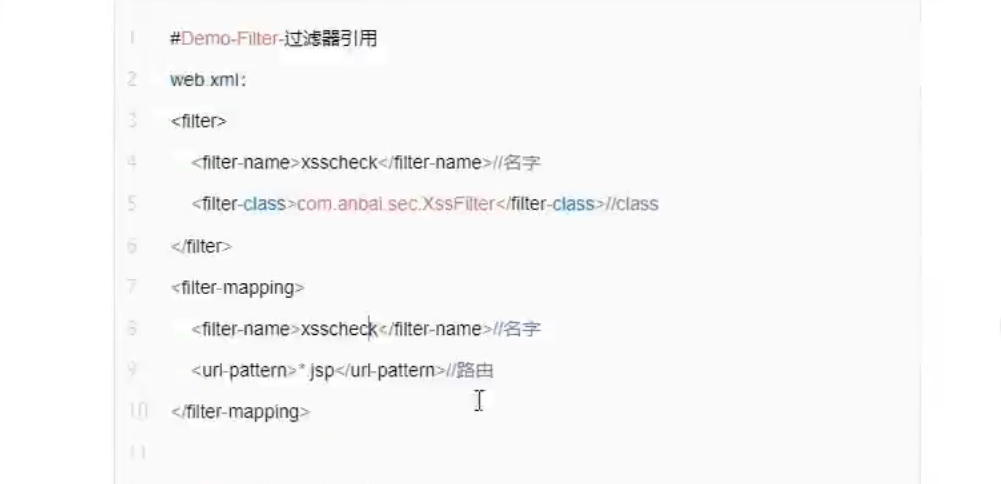 1 #Demo-Filter-过滤器引用
2 web.xml:
3 <filter>
4 <filter-name>xsscheck</filter-name>//名字
5 <filter-class>com.anbai.sec.XssFilter</filter-class>//class
6 </filter>
7 <filter-mapping>
8 <filter-name>xsscheck</filter-name>//名字
9 <url-pattern>*.jsp</url-pattern>//路由
10 </filter-mapping>
11